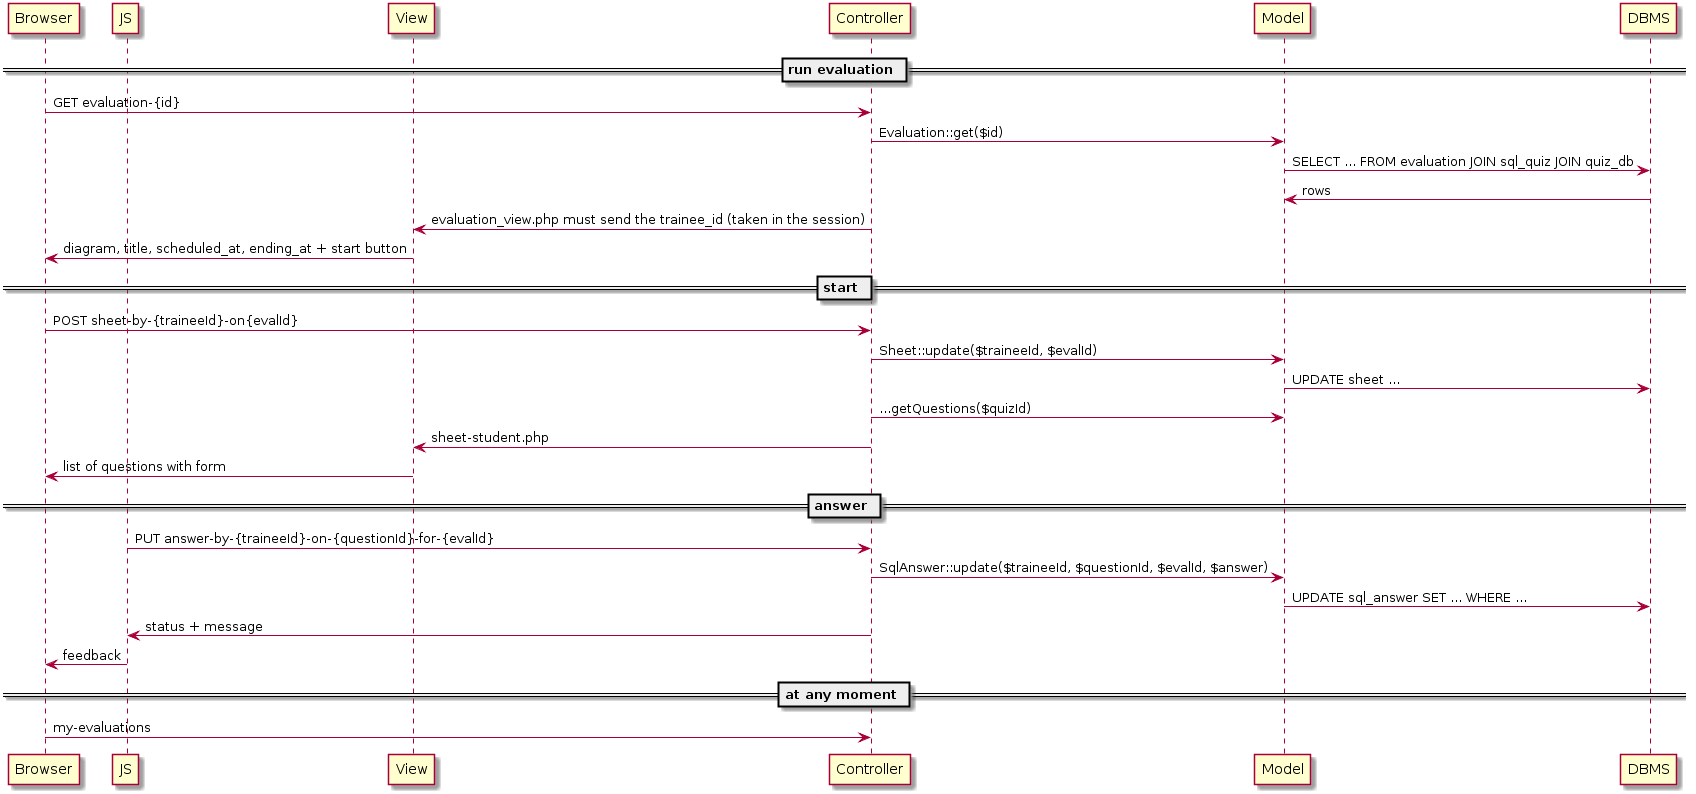 Browser JS View Controller Model DBMS
run evaluation
GET evaluation-{id}
Evaluation::get($id)
SELECT ... FROM evaluation JOIN sql_quiz JOIN quiz_db
rows
evaluation_view.php must send the trainee_id (taken in the session)
diagram, title, scheduled_at, ending_at + start button
start
POST sheet-by-{traineeId}-on{evalId}
Sheet::update($traineeId, $evalId)
UPDATE sheet ...
...getQuestions($quizId)
sheet-student.php
list of questions with form
answer
PUT answer-by-{traineeId}-on-{questionId}-for-{evalId}
SqlAnswer::update($traineeId, $questionId, $evalId, $answer)
UPDATE sql_answer SET ... WHERE ...
status + message
feedback
at any moment
my-evaluations
Browser JS View Controller Model DBMS